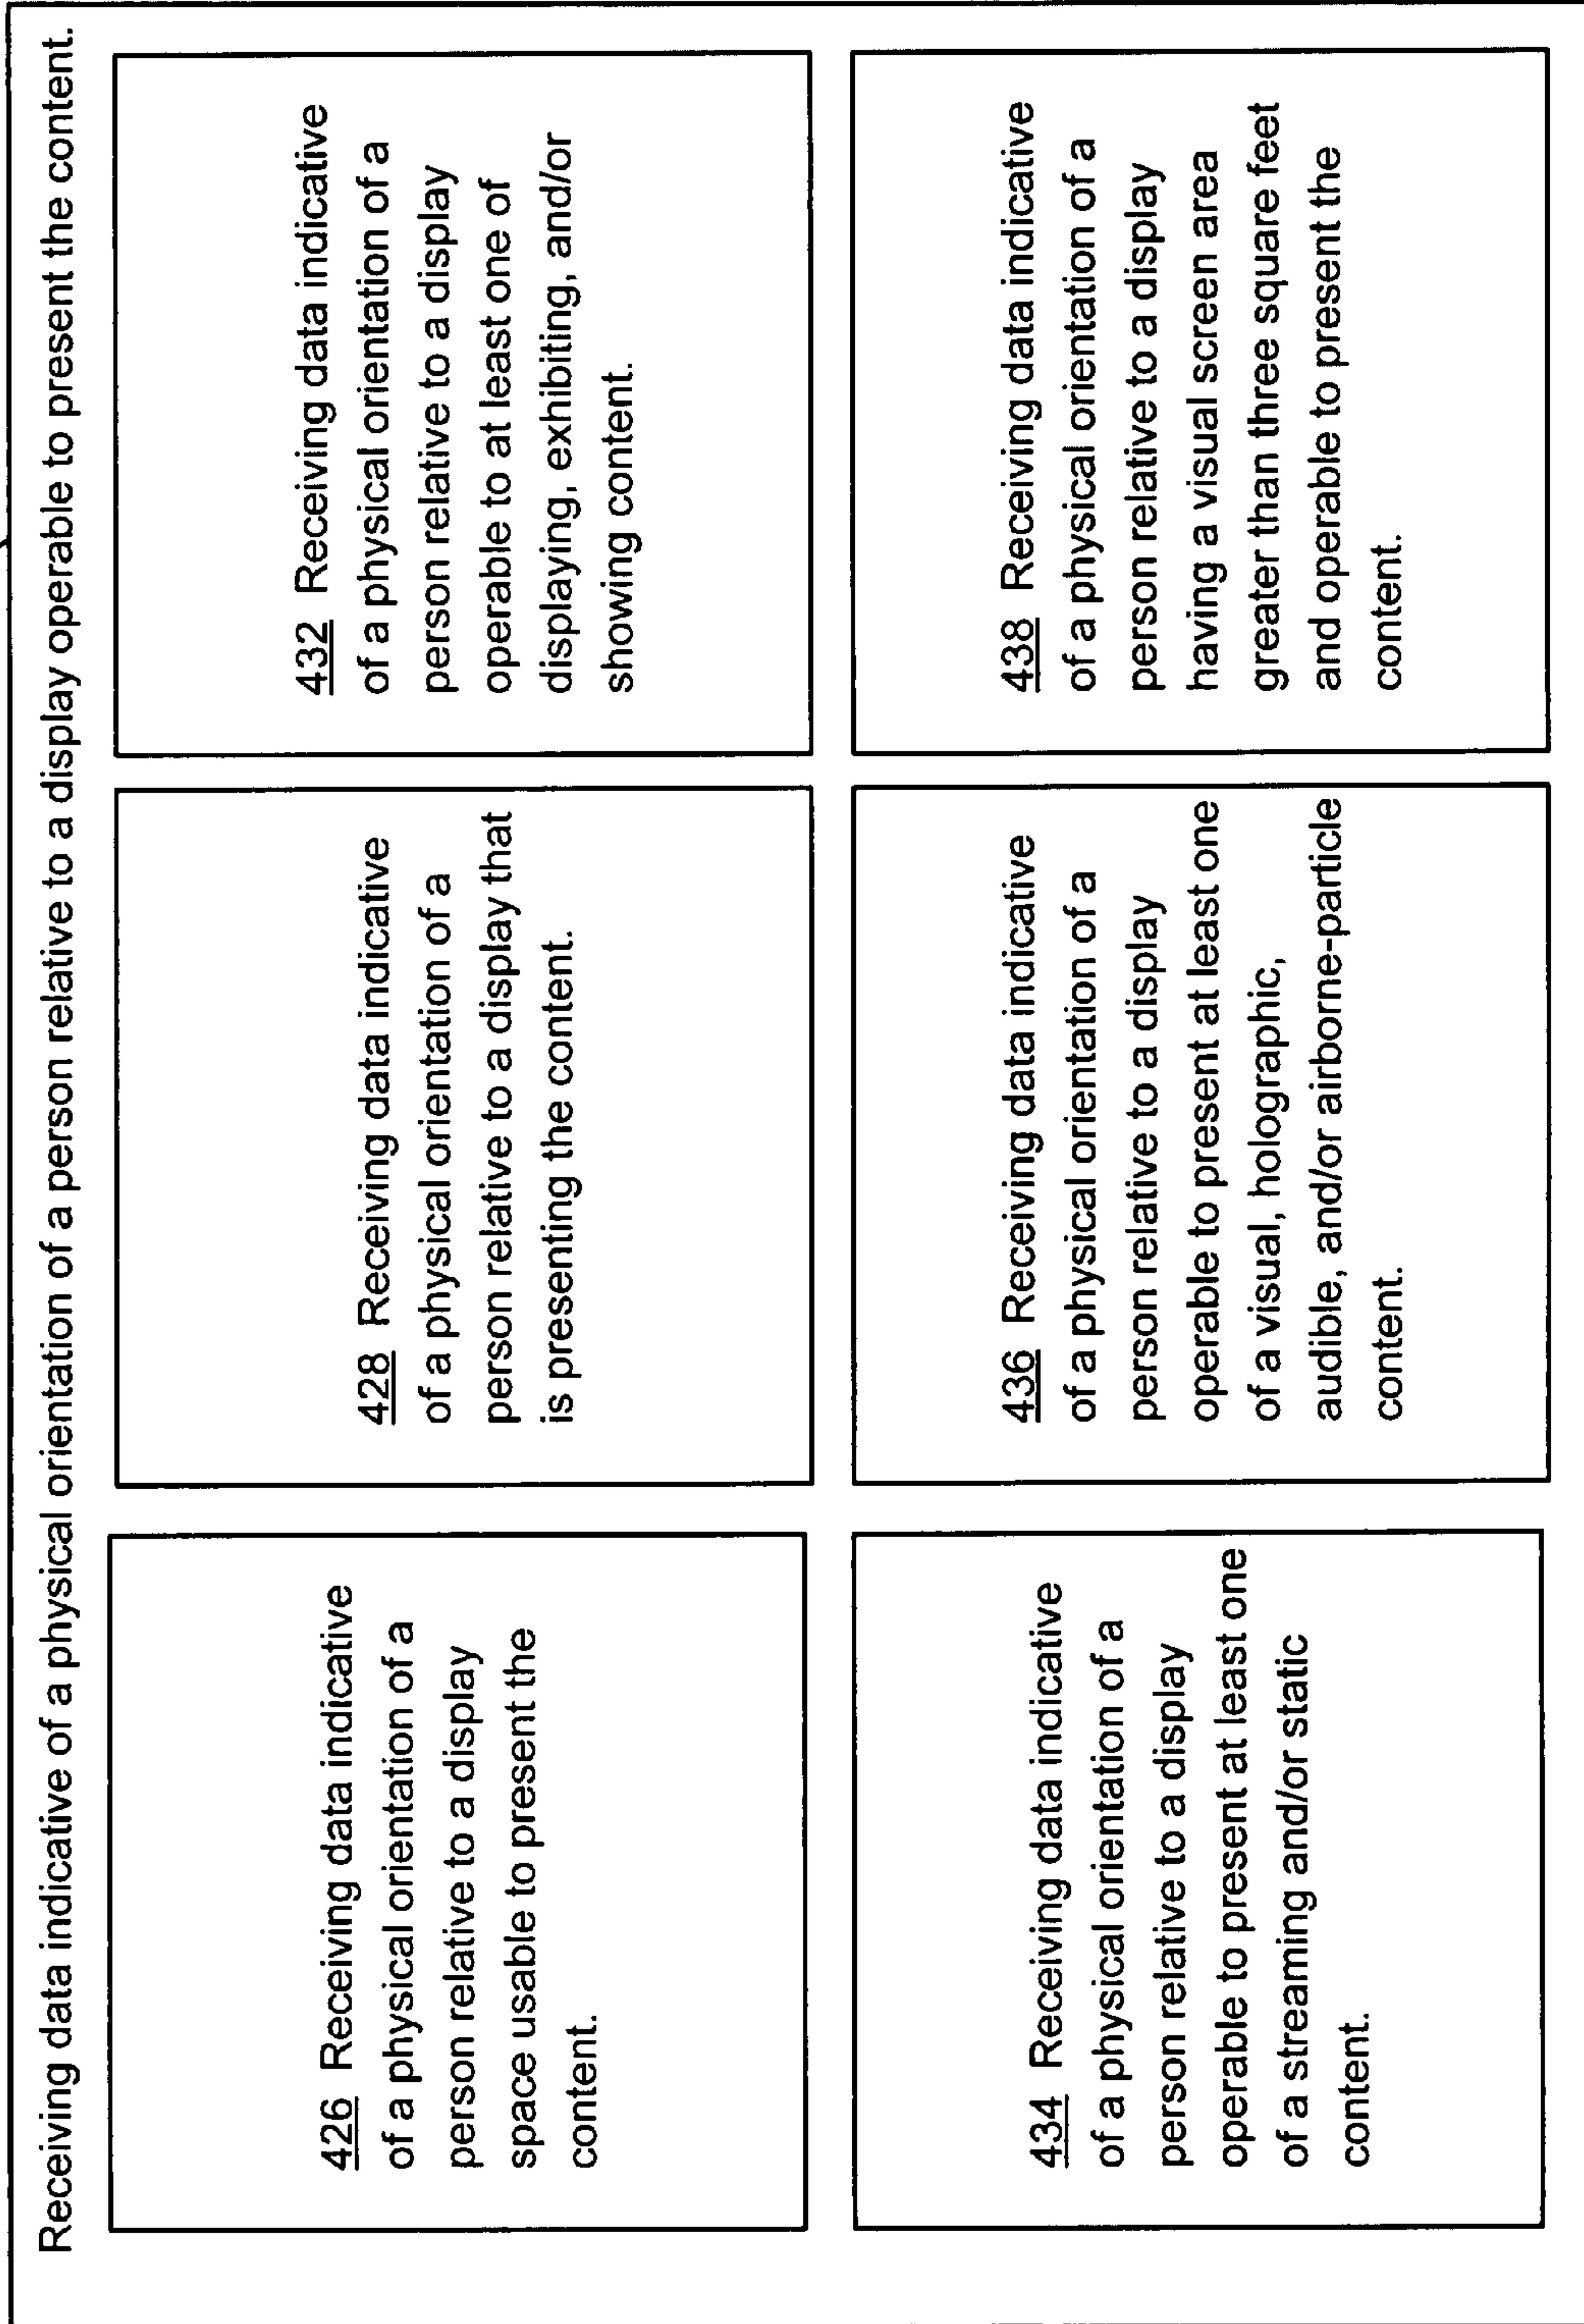 Receiving data indicative of a physical orientation of a person relative to a display operable to present the content.
426 Receiving data indicative
of a physical orientation of a
person relative to a display
space usable to present the
content.
428 Receiving data indicative
of a physical orientation of a
person relative to a display that
is presenting the content.
432 Receiving data indicative
of a physical orientation of a
person relative to a display
operable to at least one of
displaying, exhibiting, and/or
showing content.
434 Receiving data indicative
of a physical orientation of a
person relative to a display
operable to present at least one
of a streaming and/or static
content.
436 Receiving data indicative
of a physical orientation of a
person relative to a display
operable to present at least one
of a visual, holographic,
audible, and/or airborne-particle
content.
438 Receiving data indicative
of a physical orientation of a
person relative to a display
having a visual screen area
greater than three square feet
and operable to present the
content.